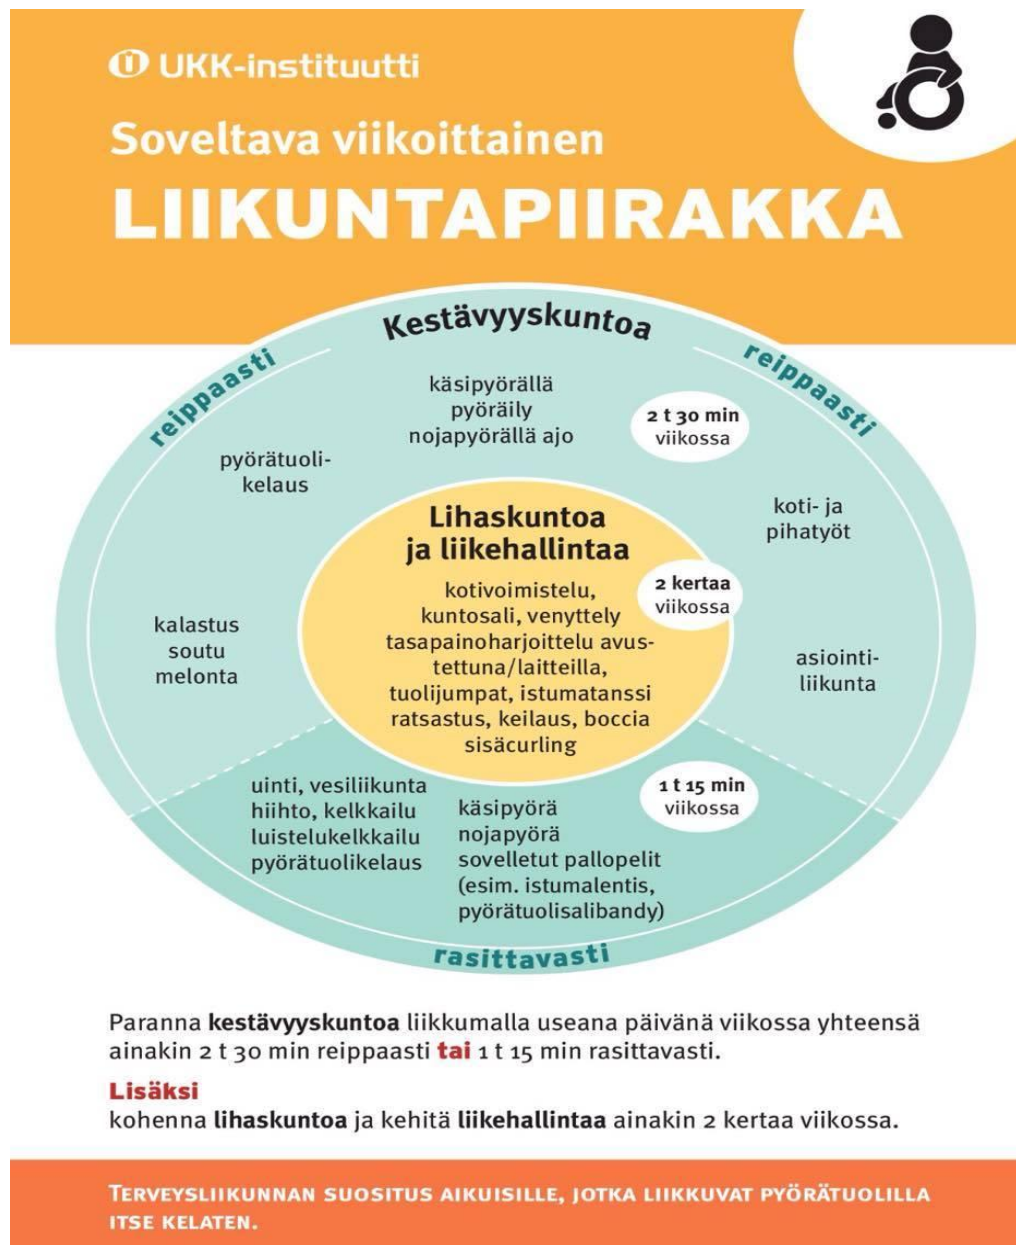 UKK-instituutti
Soveltava viikoittainen
LIIKUNTAPIIRAKKA
Kestävyyskuntoa
reippaasti
reippaasti
käsipyörällä
pyöräily
nojapyörällä ajo
2 t 30 min
viikossa
pyörätuoli-
kelaus
koti- ja
pihatyöt
Lihaskuntoa
ja liikehallintaa
kotivoimistelu,
kuntosali, venyttely
tasapainoharjoittelu avus-
tettuna/laitteilla,
tuolijumpat, istumatanssi
ratsastus, keilaus, boccia
sisäcurling
2 kertaa
viikossa
kalastus
soutu
melonta
asiointi-
liikunta
uinti, vesiliikunta
hiihto, kelkkailu
luistelukelkkailu
pyörätuolikelaus
käsipyörä
nojapyörä
sovelletut pallopelit
(esim. istumalentis,
pyörätuolisalibandy)
1 t 15 min
viikossa
rasittavasti
Paranna kestävyyskuntoa liikkumalla useana päivänä viikossa yhteensä
ainakin 2 t 30 min reippaasti tai 1 t 15 min rasittavasti.
Lisäksi
kohenna lihaskuntoa ja kehitä liikehallintaa ainakin 2 kertaa viikossa.
TERVEYSLIIKUNNAN SUOSITUS AIKUISILLE, JOTKA LIIKKUVAT PYÖRÄTUOLILLA
ITSE KELATEN.